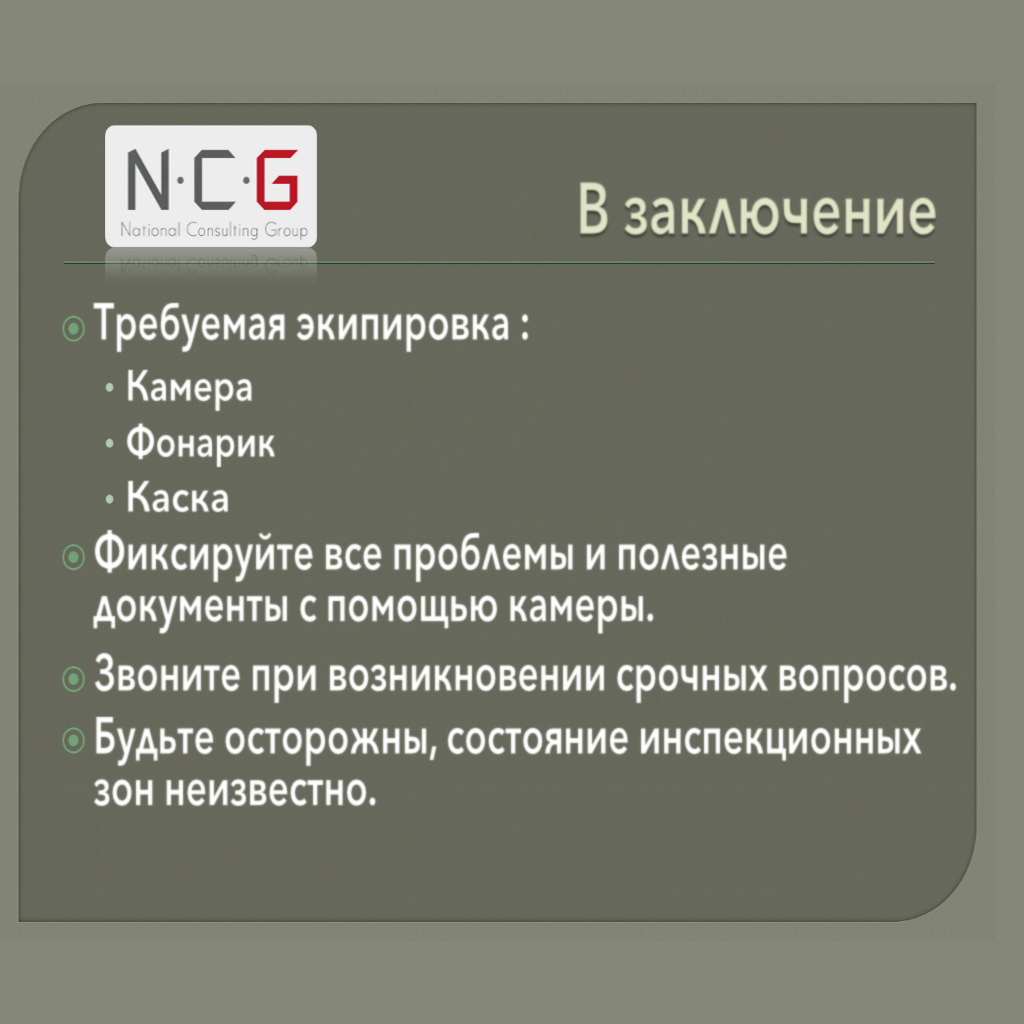 N·C·G
National Consulting Group
В заключение
Требуемая экипировка :
Камера
Фонарик
Каска
Фиксируйте все проблемы и полезные
документы с помощью камеры.
Звоните при возникновении срочных вопросов.
Будьте осторожны, состояние инспекционных
зон неизвестно.